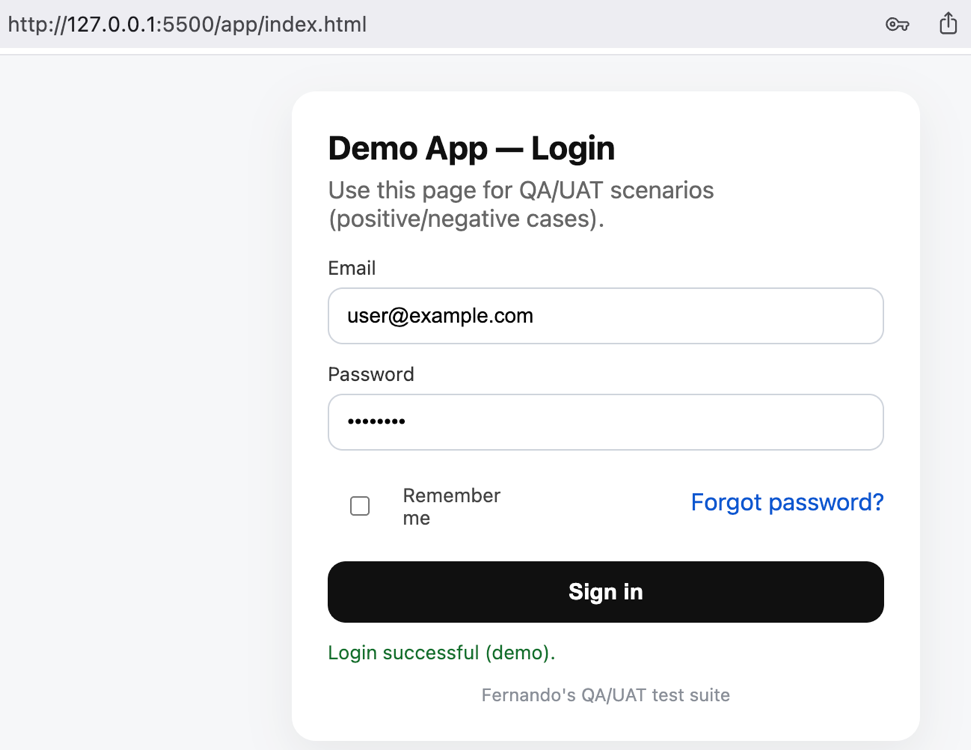 http://127.0.0.1:5500/app/index.html
Demo App — Login
Use this page for QA/UAT scenarios
(positive/negative cases).
Email
user@example.com
Password
••••••••
Remember
me
Forgot password?
Sign in
Login successful (demo).
Fernando's QA/UAT test suite